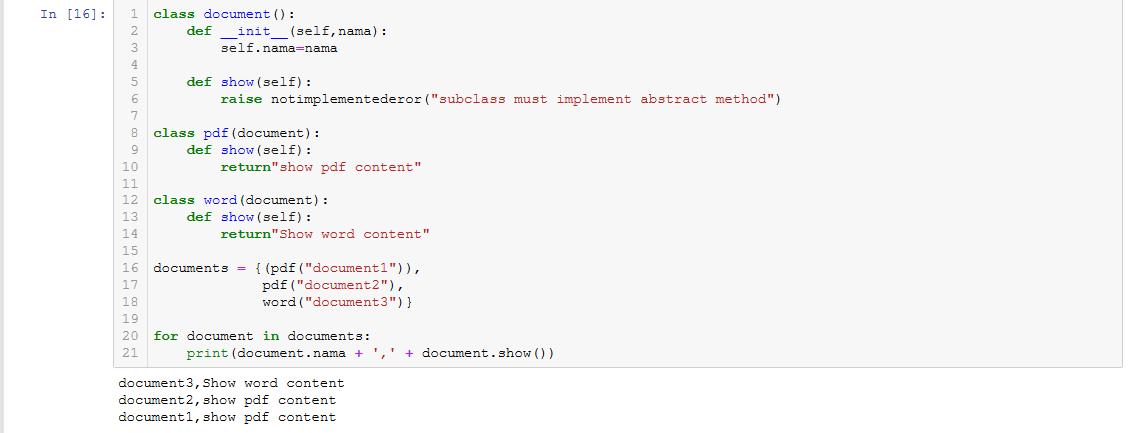 In [16]:
1 class document():
2     def __init__(self,nama):
3         self.nama=nama
4
5     def show(self):
6         raise notimplementederor("subclass must implement abstract method")
7
8 class pdf(document):
9     def show(self):
10         return"show pdf content"
11
12 class word(document):
13     def show(self):
14         return"Show word content"
15
16 documents = {(pdf("document1")),
17              pdf("document2"),
18              word("document3")}
19
20 for document in documents:
21     print(document.nama + ',' + document.show())
document3,Show word content
document2,show pdf content
document1,show pdf content